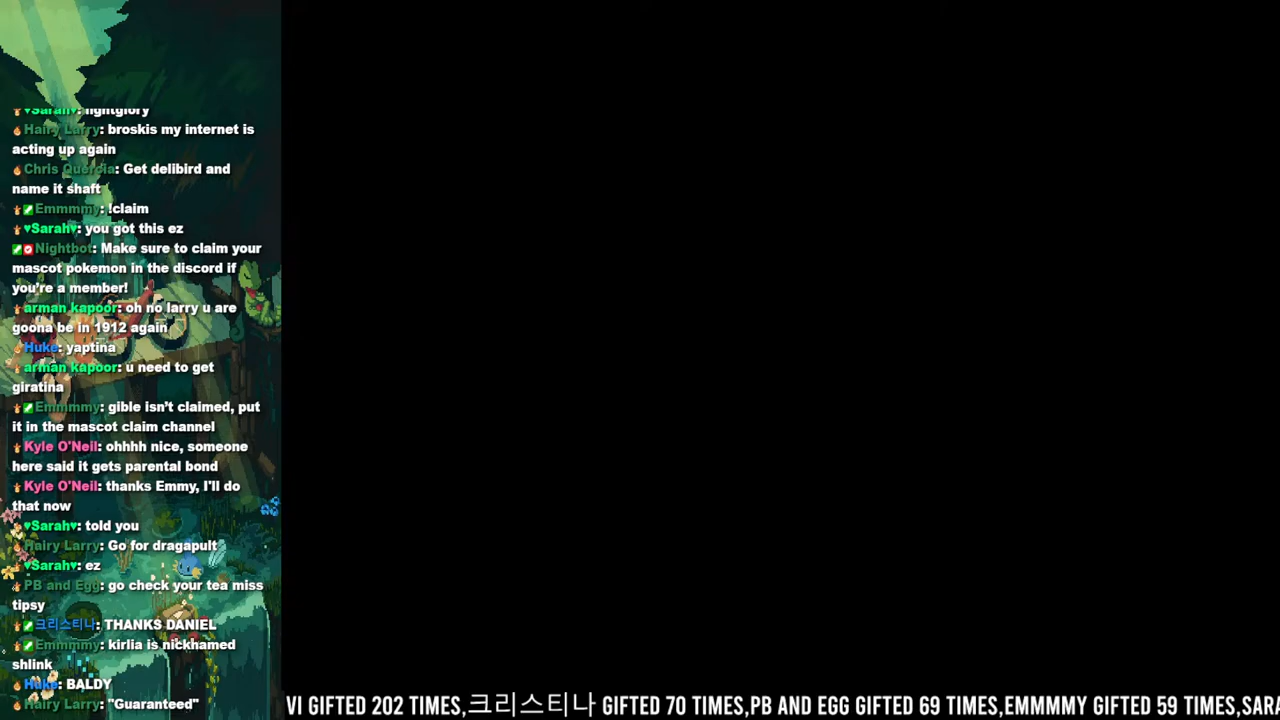 ♥Sarah♥: lightglory
Hairy Larry: broskis my internet is
acting up again
Chris Quercia: Get delibird and
name it shaft
Emmmmy: !claim
♥Sarah♥: you got this ez
Nightbot: Make sure to claim your
mascot pokemon in the discord if
you're a member!
arman kapoor: oh no larry u are
goona be in 1912 again
Huke: yaptina
arman kapoor: u need to get
giratina
Emmmmy: gible isn't claimed, put
it in the mascot claim channel
Kyle O'Neil: ohhhh nice, someone
here said it gets parental bond
Kyle O'Neil: thanks Emmy, I'll do
that now
♥Sarah♥: told you
Hairy Larry: Go for dragapult
♥Sarah♥: ez
PB and Egg: go check your tea miss
tipsy
크리스티나: THANKS DANIEL
Emmmmy: kirlia is nickhamed
shlink
Huke: BALDY
Hairy Larry: "Guaranteed"
VI GIFTED 202 TIMES,크리스티나 GIFTED 70 TIMES,PB AND EGG GIFTED 69 TIMES,EMMMMY GIFTED 59 TIMES,SARA